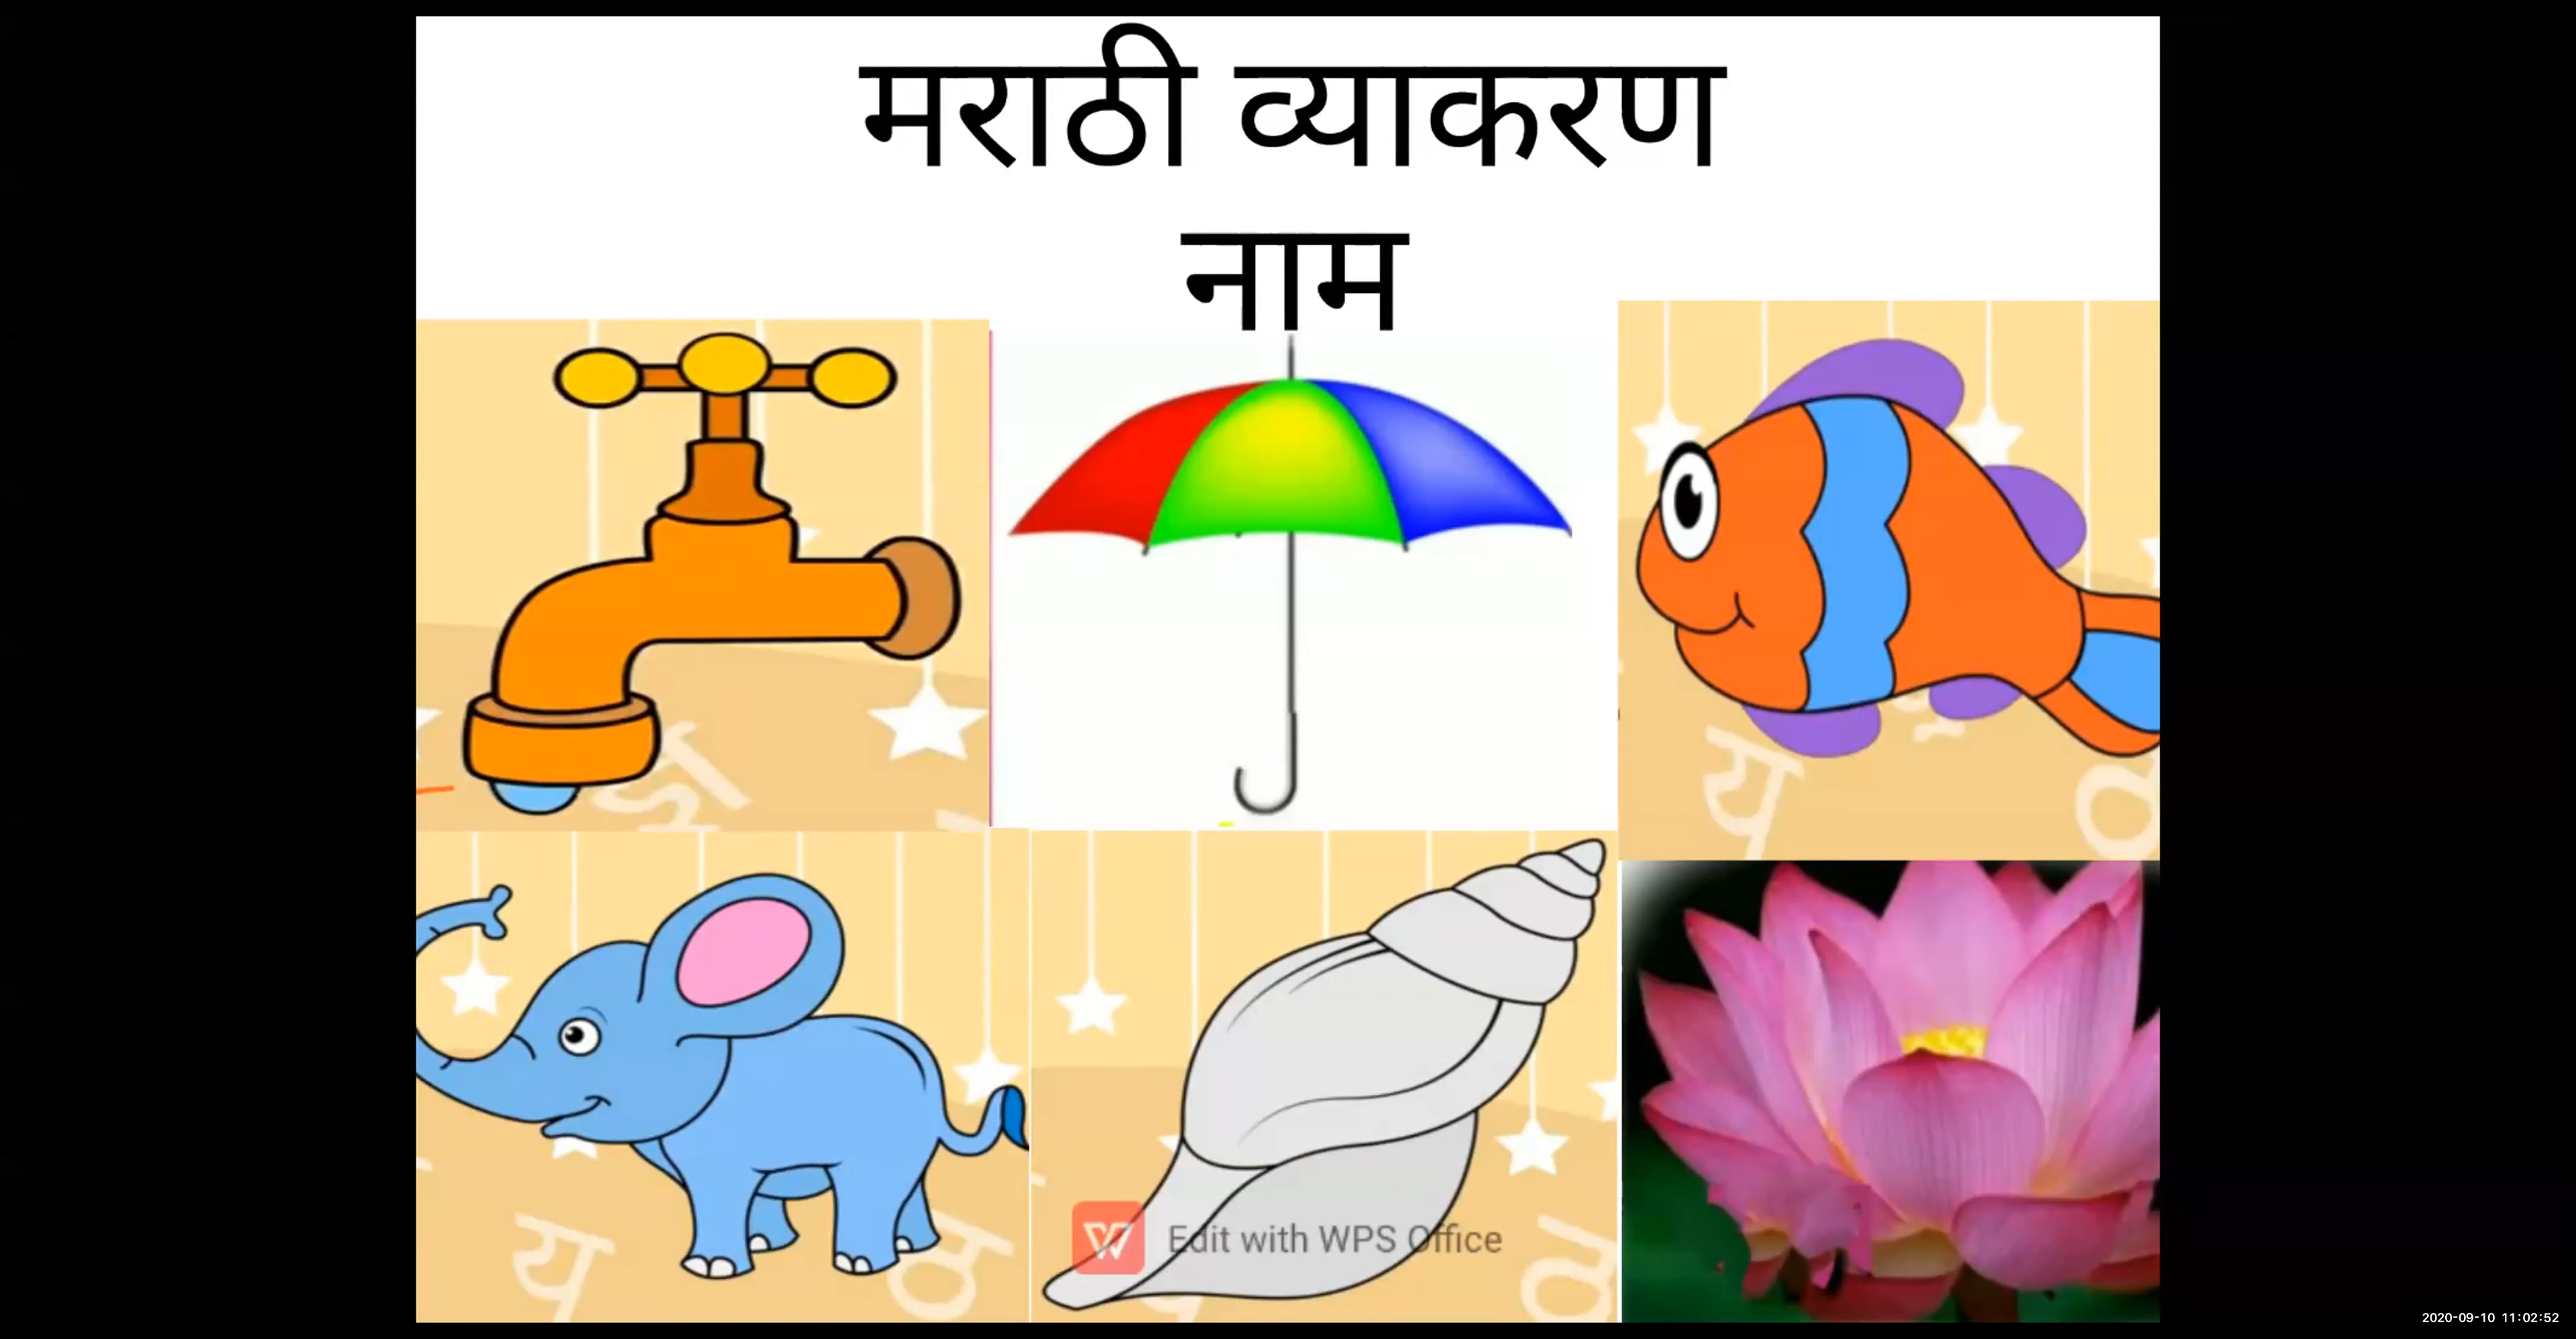 मराठी व्याकरण
नाम
य
य
ठ
Edit with WPS Office
2020-09-10 11:02:52